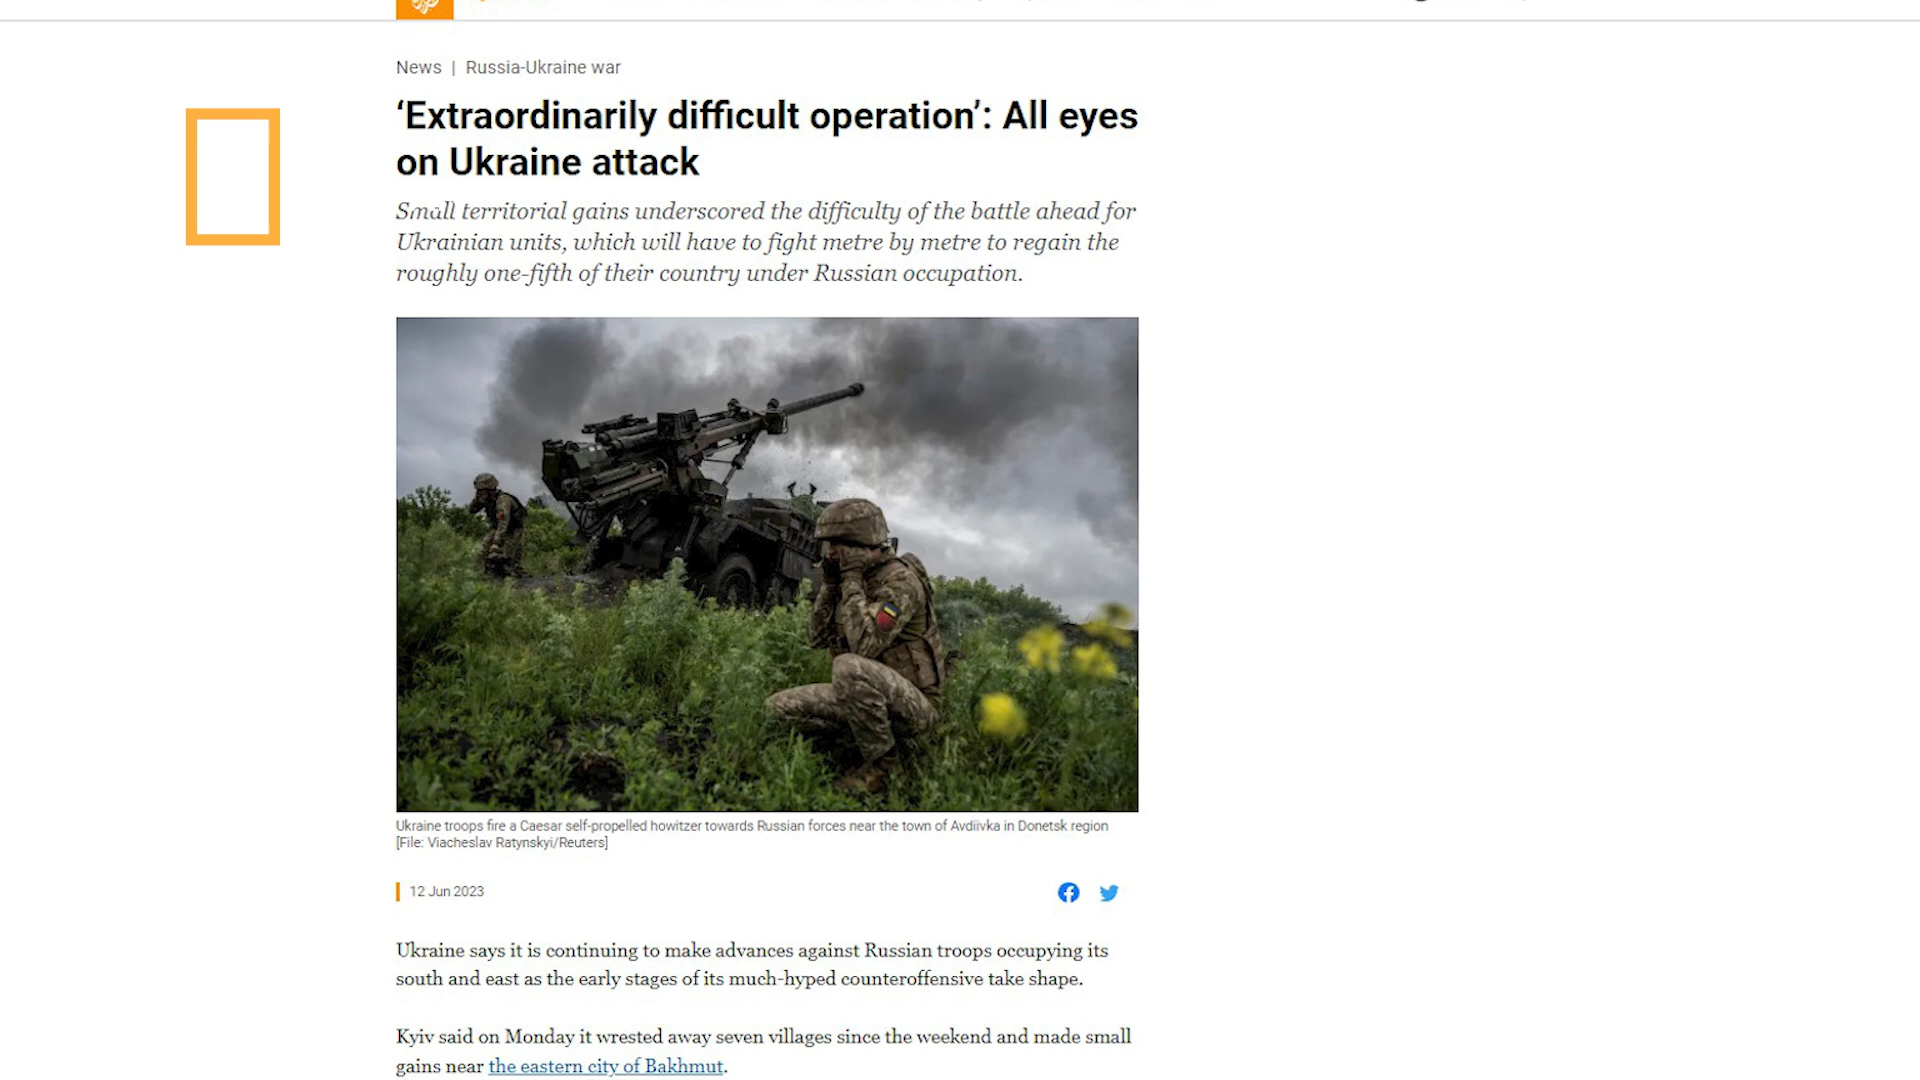 News | Russia-Ukraine war
‘Extraordinarily difficult operation’: All eyes
on Ukraine attack
Small territorial gains underscored the difficulty of the battle ahead for
Ukrainian units, which will have to fight metre by metre to regain the
roughly one-fifth of their country under Russian occupation.
Ukraine troops fire a Caesar self-propelled howitzer towards Russian forces near the town of Avdiivka in Donetsk region
[File: Viacheslav Ratynskyi/Reuters]
12 Jun 2023
Ukraine says it is continuing to make advances against Russian troops occupying its
south and east as the early stages of its much-hyped counteroffensive take shape.
Kyiv said on Monday it wrested away seven villages since the weekend and made small
gains near the eastern city of Bakhmut.